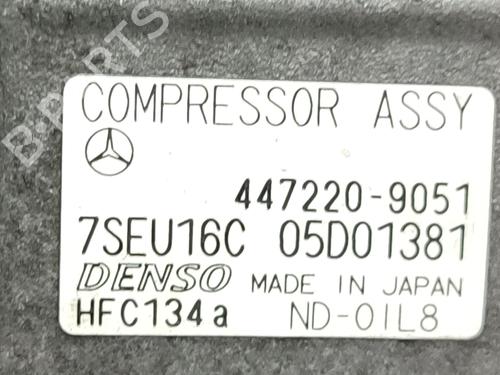 B-PARTS
COMPRESSOR ASSY
447220-9051
7SEU16C 05D01381
DENSO MADE IN JAPAN
HFC134a ND-OIL8